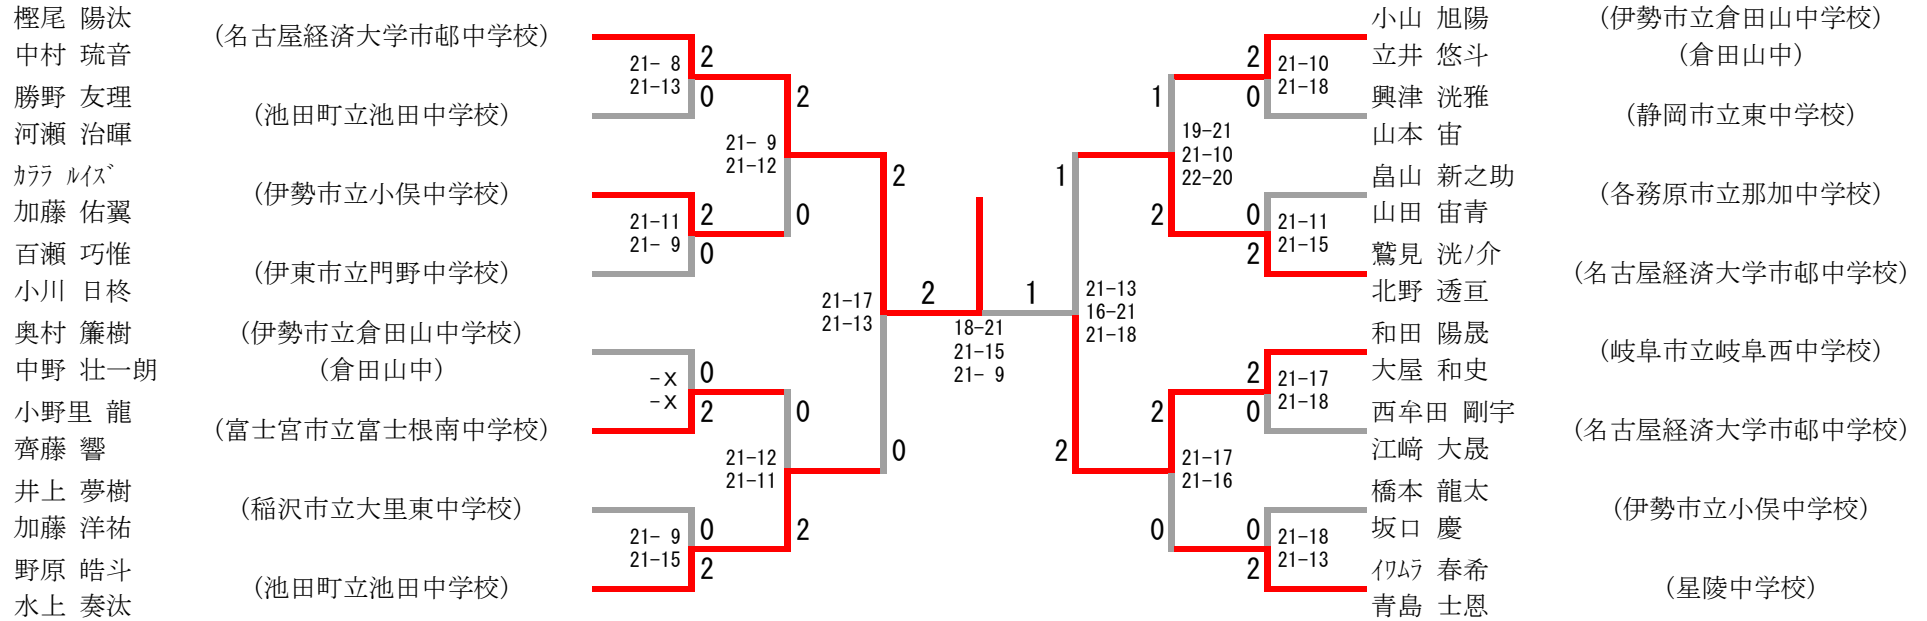 樫尾 陽汰
中村 琉音
(名古屋経済大学市邨中学校)
勝野 友理
河瀬 治暉
(池田町立池田中学校)
ｶﾗﾗ ﾙｲｽﾞ
加藤 佑翼
(伊勢市立小俣中学校)
百瀬 巧惟
小川 日柊
(伊東市立門野中学校)
奥村 簾樹
中野 壮一朗
(伊勢市立倉田山中学校)
(倉田山中)
小野里 龍
齊藤 響
(富士宮市立富士根南中学校)
井上 夢樹
加藤 洋祐
(稲沢市立大里東中学校)
野原 皓斗
水上 奏汰
(池田町立池田中学校)
21- 8
21-13
2
0
21-11
21- 9
2
0
-X
-X
0
2
21- 9
21-15
0
2
21- 9
21-12
2
0
21-12
21-11
0
2
21-17
21-13
2
0
2
1
18-21
21-15
21- 9
1
2
21-13
16-21
21-18
1
2
19-21
21-10
22-20
2
0
21-17
21-16
2
0
21-10
21-18
0
2
21-11
21-15
2
0
21-17
21-18
0
2
21-18
21-13
小山 旭陽
立井 悠斗
(伊勢市立倉田山中学校)
(倉田山中)
興津 洸雅
山本 宙
(静岡市立東中学校)
畠山 新之助
山田 宙青
(各務原市立那加中学校)
鷲見 洸ﾉ介
北野 透亘
(名古屋経済大学市邨中学校)
和田 陽晟
大屋 和史
(岐阜市立岐阜西中学校)
西牟田 剛宇
江﨑 大晟
(名古屋経済大学市邨中学校)
橋本 龍太
坂口 慶
(伊勢市立小俣中学校)
ｲﾜﾑﾗ 春希
青島 士恩
(星陵中学校)